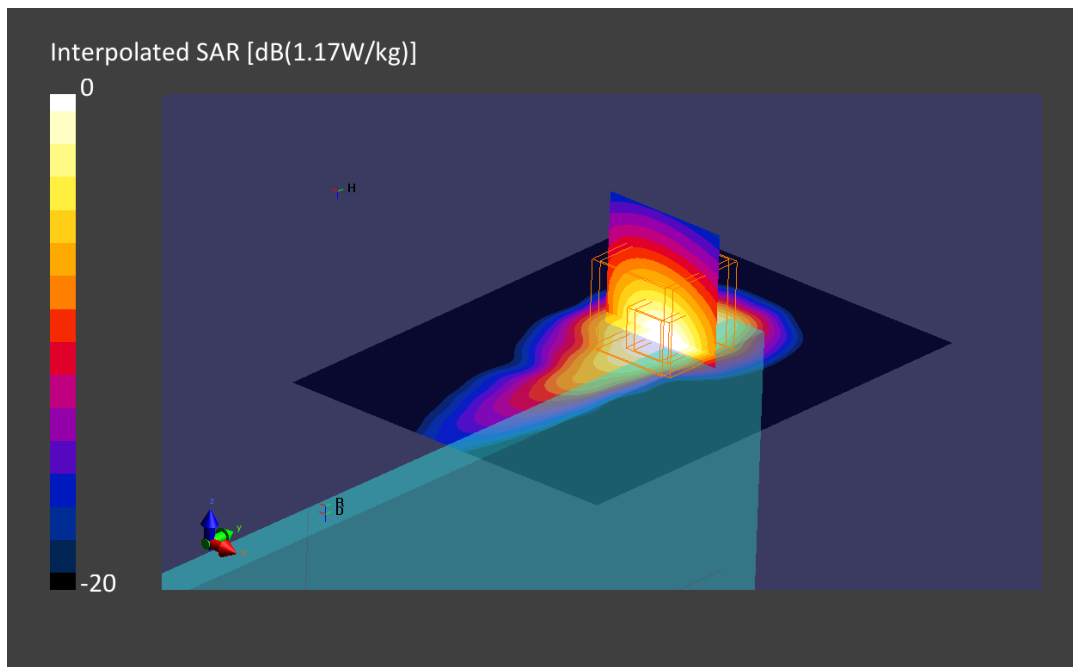 Interpolated SAR [dB(1.17W/kg)]
0
H
R
D
z
y
x
-20